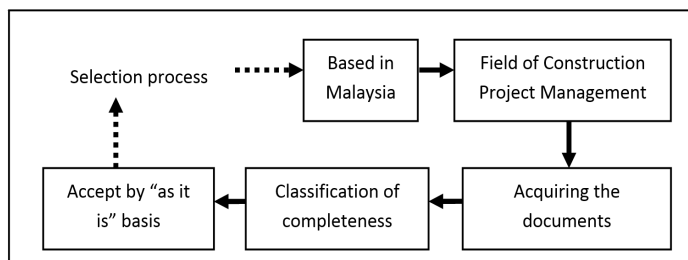 Selection process
Based in
Malaysia
Field of Construction
Project Management
Acquiring the
documents
Classification of
completeness
Accept by “as it
is” basis